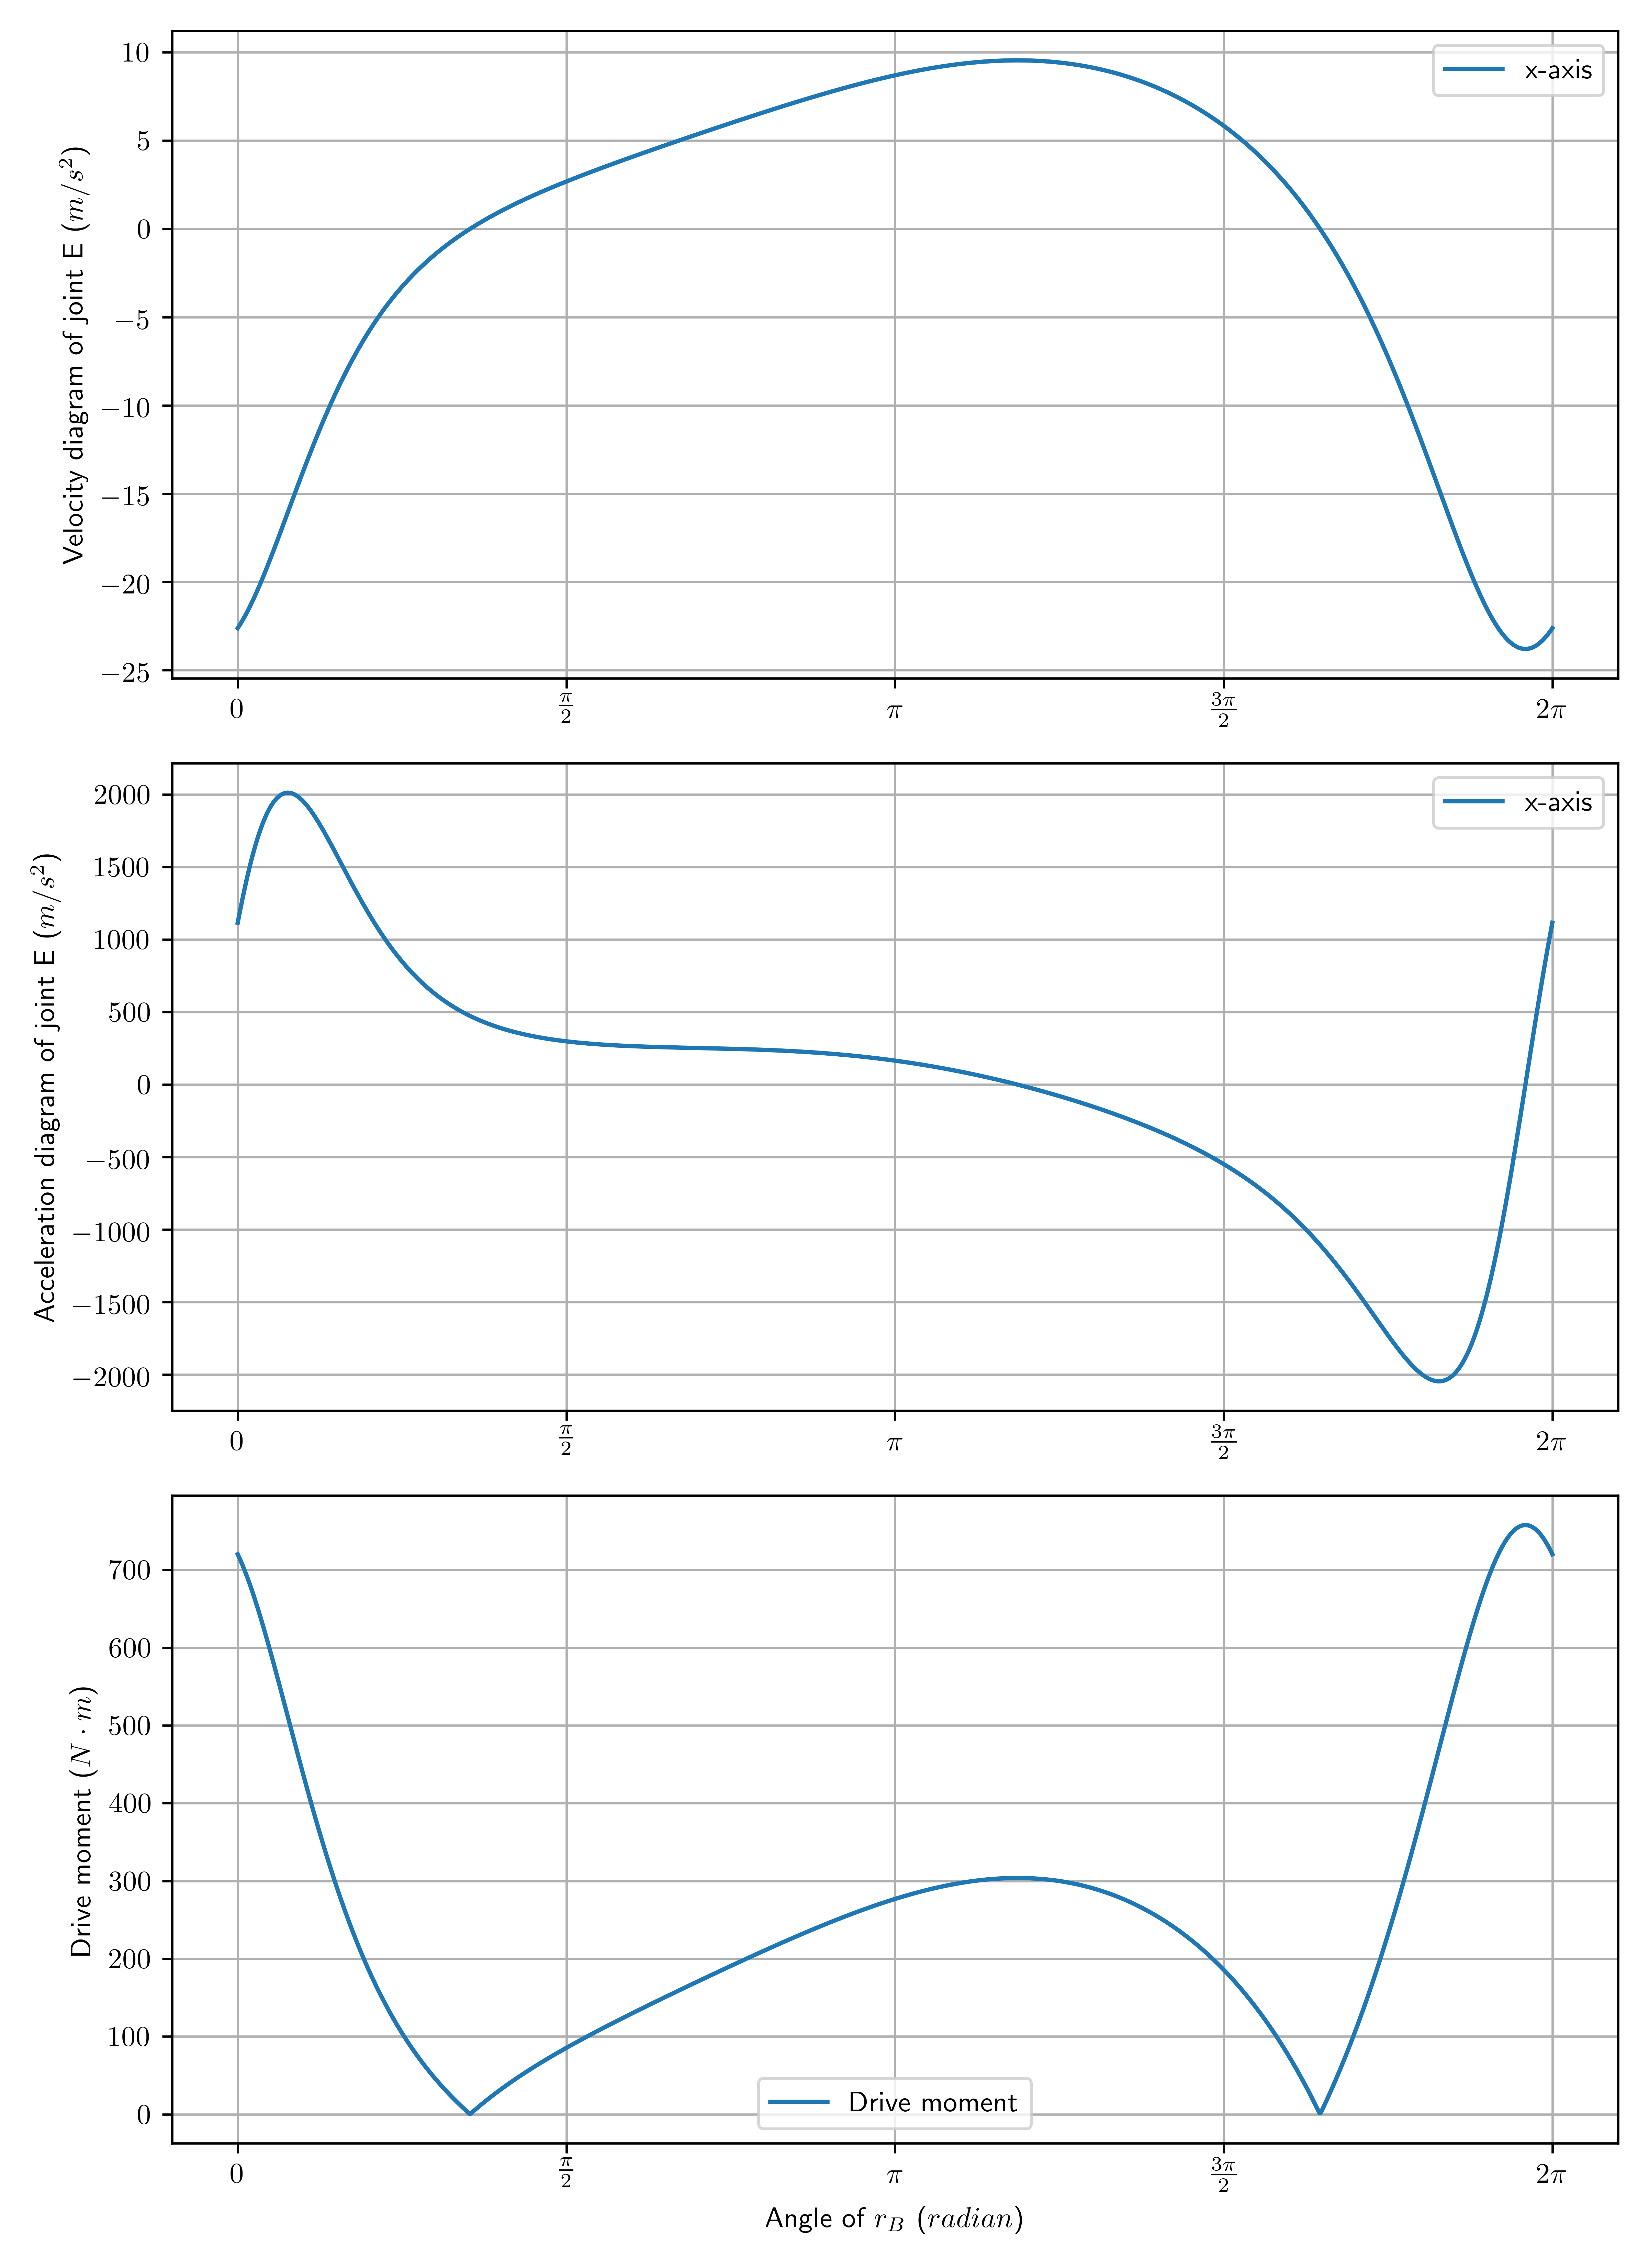 Velocity diagram of joint E (m/s²)
10
5
0
−5
−10
−15
−20
−25
x-axis
0 π/2 π 3π/2 2π
Acceleration diagram of joint E (m/s²)
2000
1500
1000
500
0
−500
−1000
−1500
−2000
x-axis
0 π/2 π 3π/2 2π
Drive moment (N · m)
700
600
500
400
300
200
100
0
Drive moment
0 π/2 π 3π/2 2π
Angle of r_B (radian)